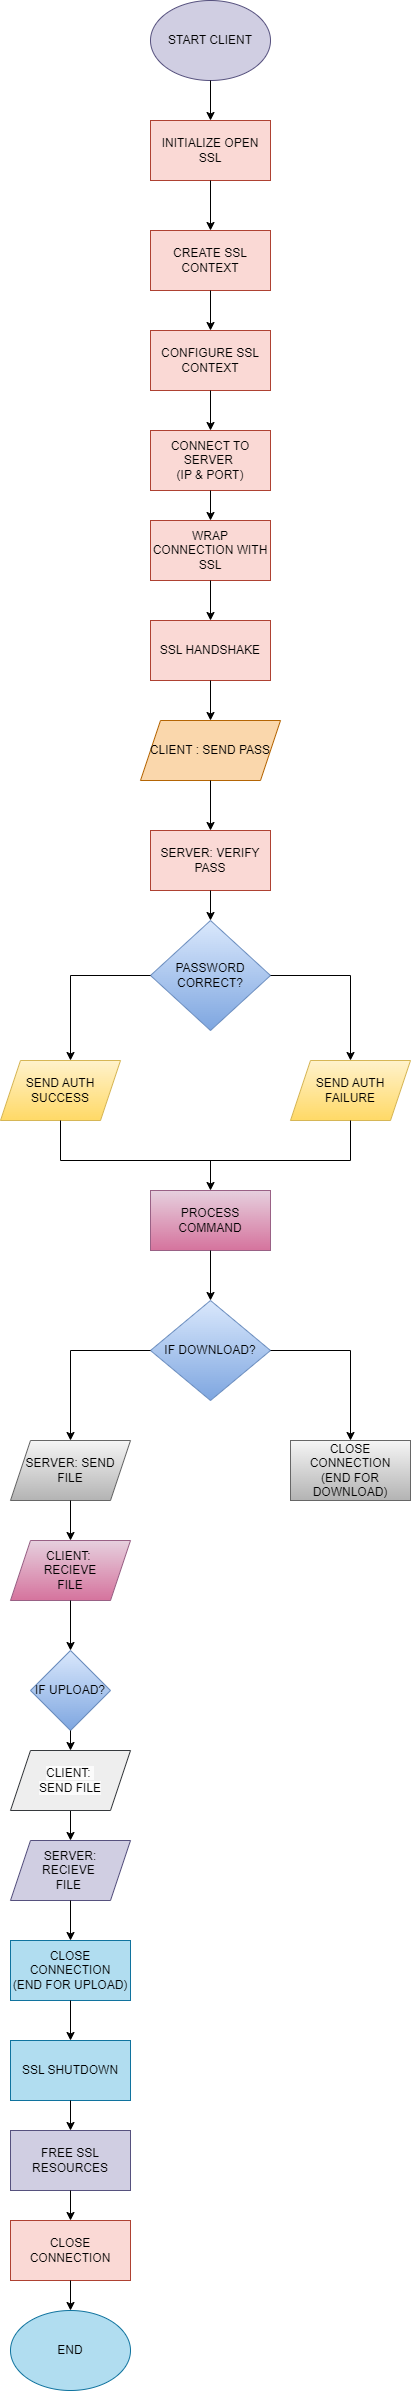 START CLIENT
INITIALIZE OPEN
SSL
CREATE SSL
CONTEXT
CONFIGURE SSL
CONTEXT
CONNECT TO
SERVER
(IP & PORT)
WRAP
CONNECTION WITH
SSL
SSL HANDSHAKE
CLIENT : SEND PASS
SERVER: VERIFY
PASS
PASSWORD
CORRECT?
SEND AUTH
SUCCESS
SEND AUTH
FAILURE
PROCESS
COMMAND
IF DOWNLOAD?
SERVER: SEND
FILE
CLOSE
CONNECTION
(END FOR
DOWNLOAD)
CLIENT:
RECIEVE
FILE
IF UPLOAD?
CLIENT:
SEND FILE
SERVER:
RECIEVE
FILE
CLOSE
CONNECTION
(END FOR UPLOAD)
SSL SHUTDOWN
FREE SSL
RESOURCES
CLOSE
CONNECTION
END